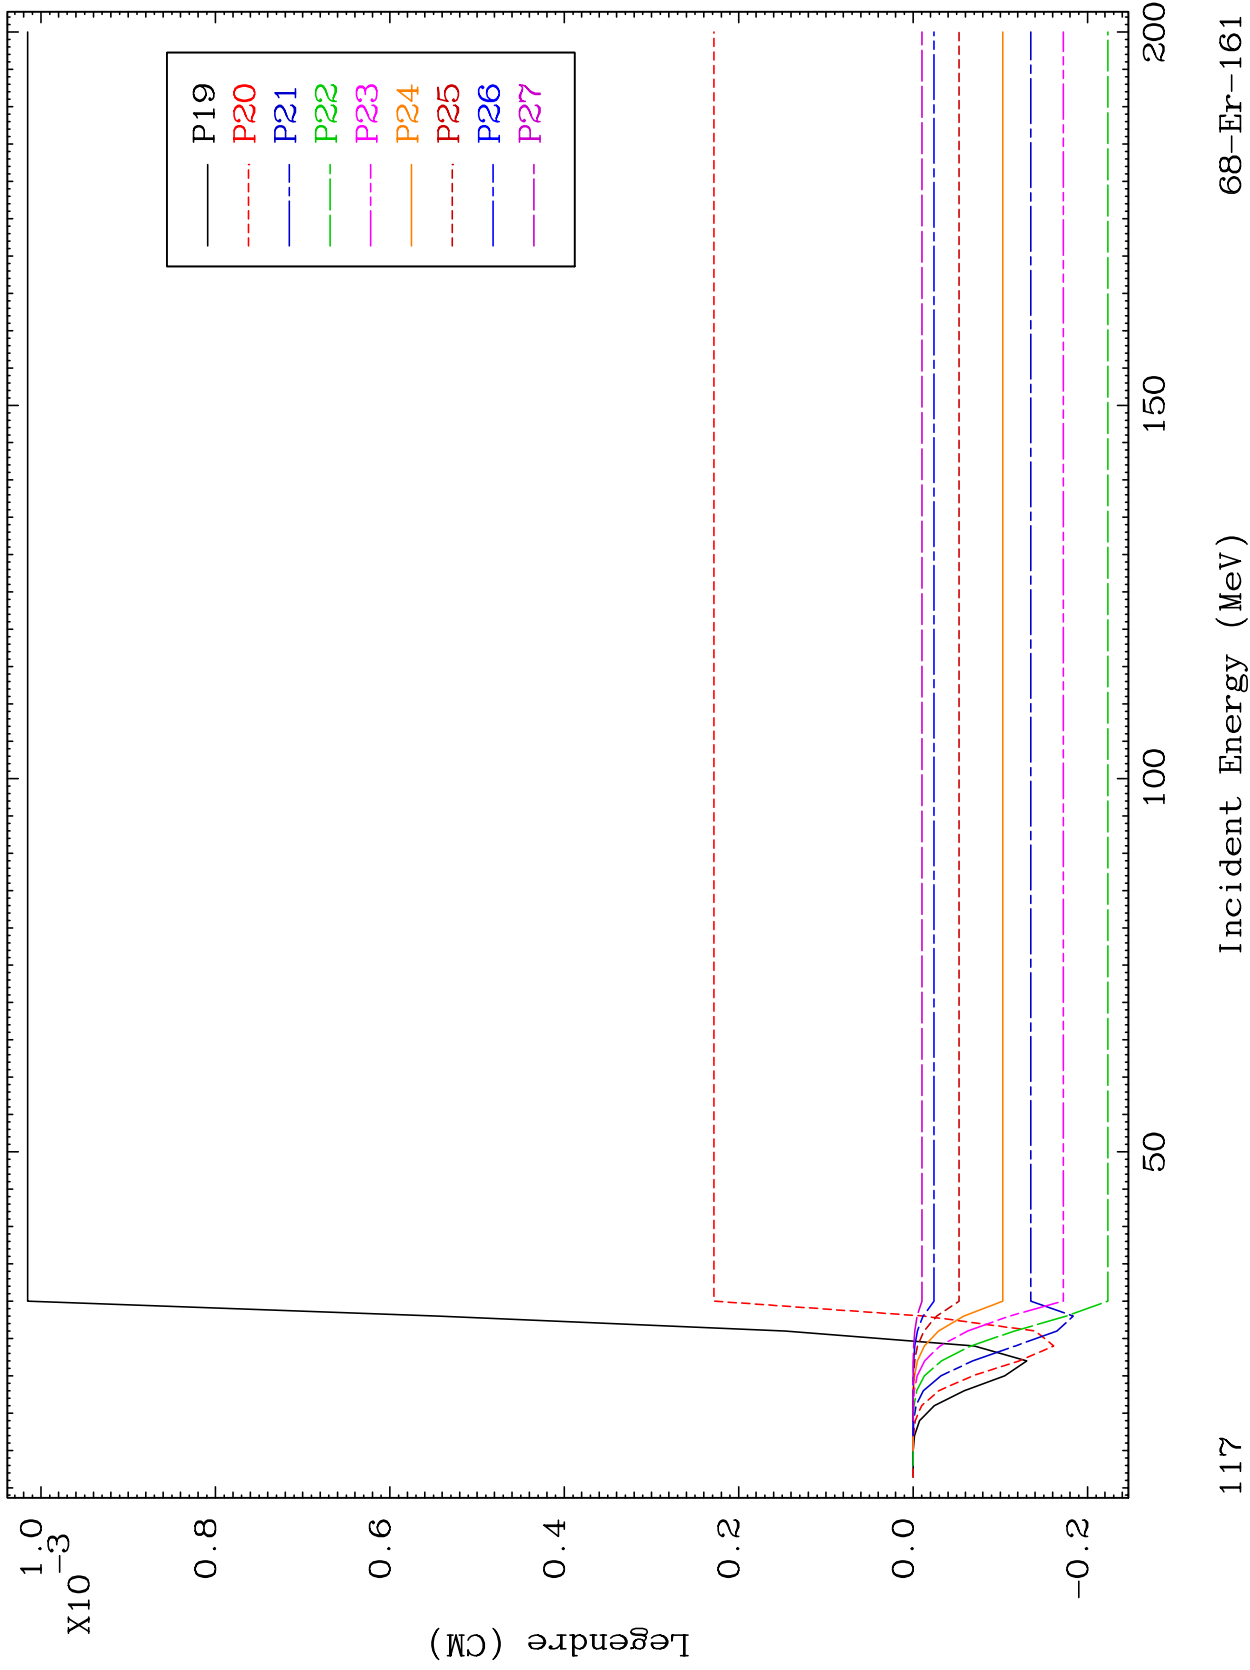 1.0
X10-3
0.8
0.6
0.4
0.2
0.0
-0.2
Legendre (CM)
P19
P20
P21
P22
P23
P24
P25
P26
P27
50
100
150
200
Incident Energy (MeV)
117
68-Er-161